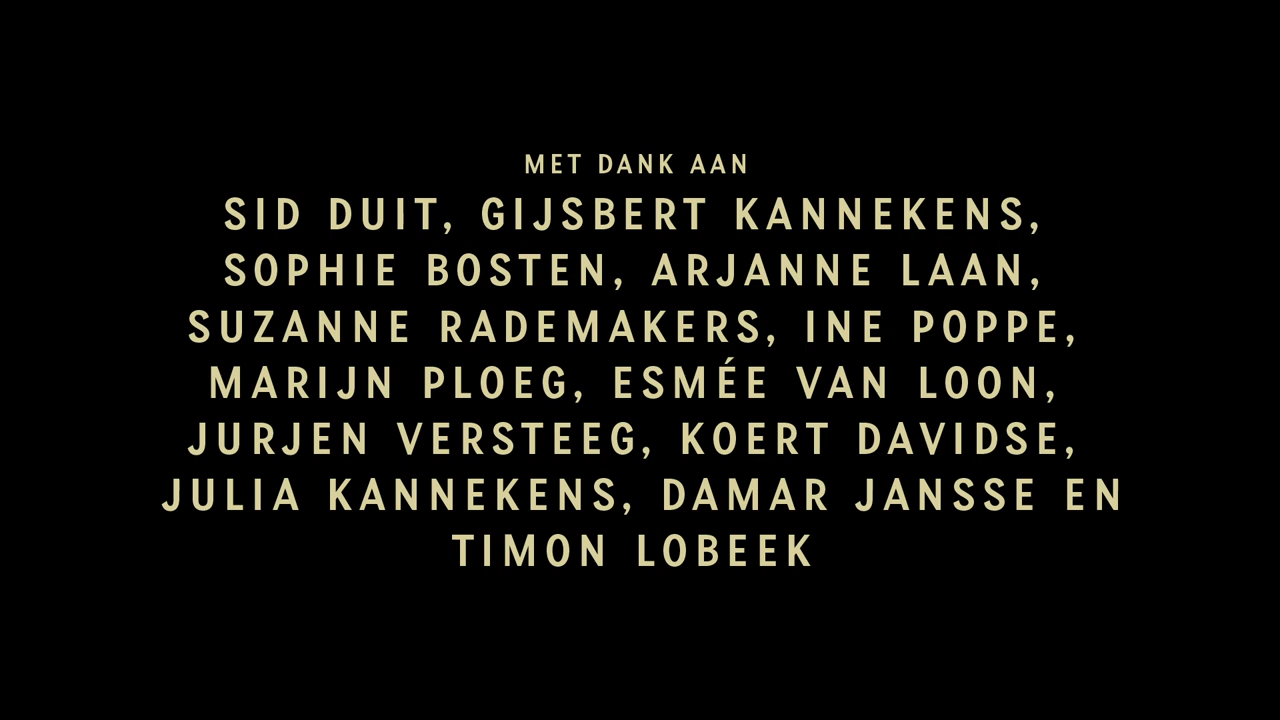 MET DANK AAN
SID DUIT, GIJSBERT KANNEKENS,
SOPHIE BOSTEN, ARJANNE LAAN,
SUZANNE RADEMAKERS, INE POPPE,
MARIJN PLOEG, ESMÉE VAN LOON,
JURJEN VERSTEEG, KOERT DAVIDSE,
JULIA KANNEKENS, DAMAR JANSSE EN
TIMON LOBEEK